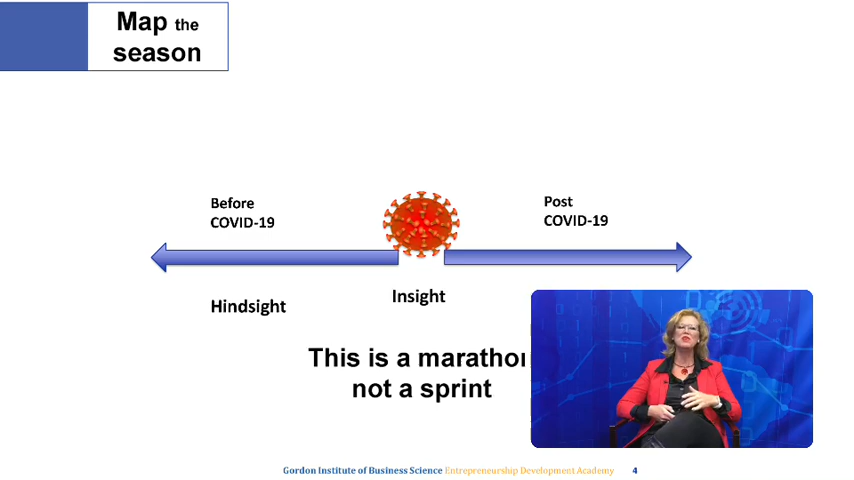 Map the
season
Before
COVID-19
Post
COVID-19
Hindsight
Insight
This is a marathon
not a sprint
Gordon Institute of Business Science Entrepreneurship Development Academy 4